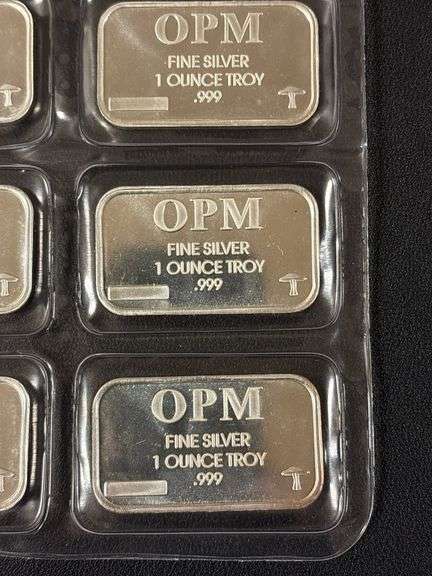 OPM
FINE SILVER
1 OUNCE TROY
.999
OPM
FINE SILVER
1 OUNCE TROY
.999
OPM
FINE SILVER
1 OUNCE TROY
.999